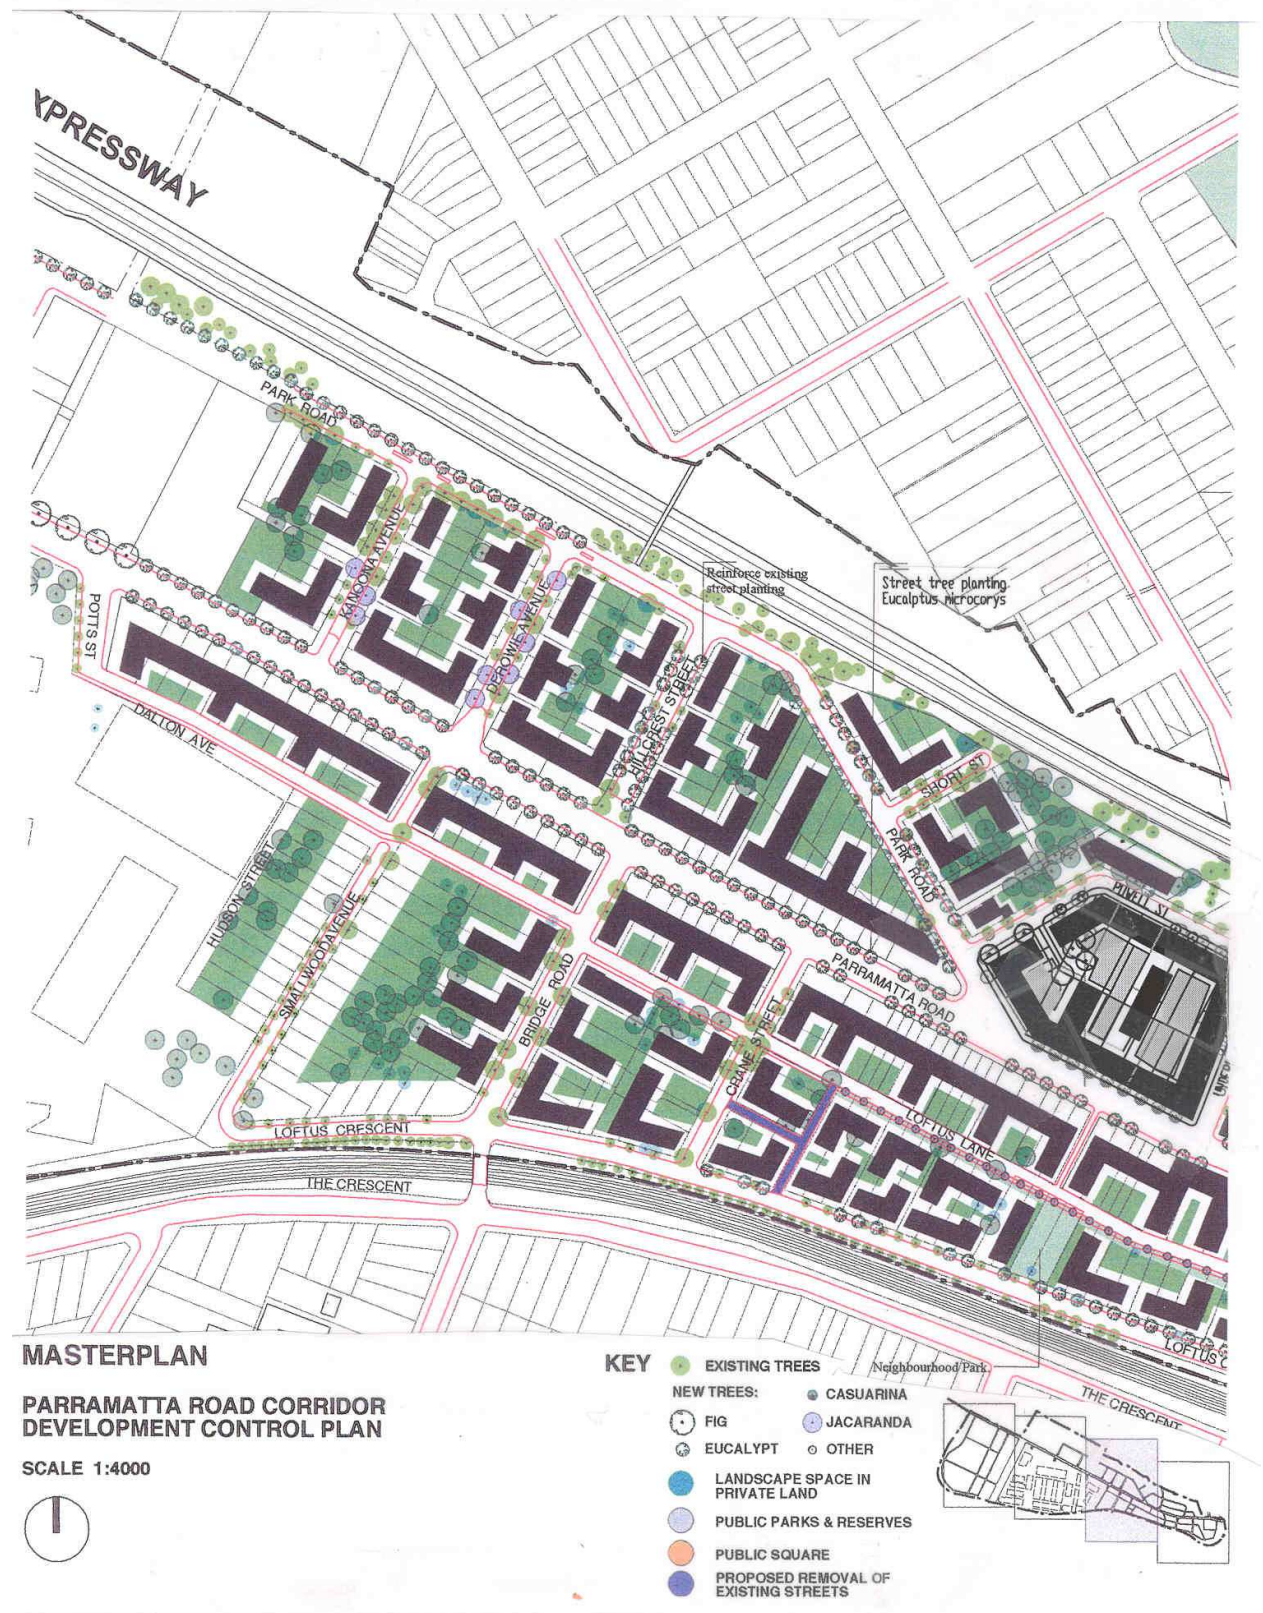 XPRESSWAY
PARK ROAD
KANOONA AVENUE
DEROWIE AVENUE
Reinforce existing
street planting
Street tree planting
Eucalptus microcorys
POTTS ST
HILLCREST STREET
DALTON AVE
SHORT ST
PARK ROAD
POWELL ST
HUDSON STREET
SMALLWOOD AVENUE
BRIDGE ROAD
PARRAMATTA ROAD
CRANE STREET
LOFTUS LANE
LOFTUS CRESCENT
THE CRESCENT
LOFTUS C
Neighbourhood Park
THE CRESCENT
MASTERPLAN
PARRAMATTA ROAD CORRIDOR
DEVELOPMENT CONTROL PLAN
SCALE 1:4000
KEY
EXISTING TREES
NEW TREES:
CASUARINA
FIG
JACARANDA
EUCALYPT
OTHER
LANDSCAPE SPACE IN
PRIVATE LAND
PUBLIC PARKS & RESERVES
PUBLIC SQUARE
PROPOSED REMOVAL OF
EXISTING STREETS